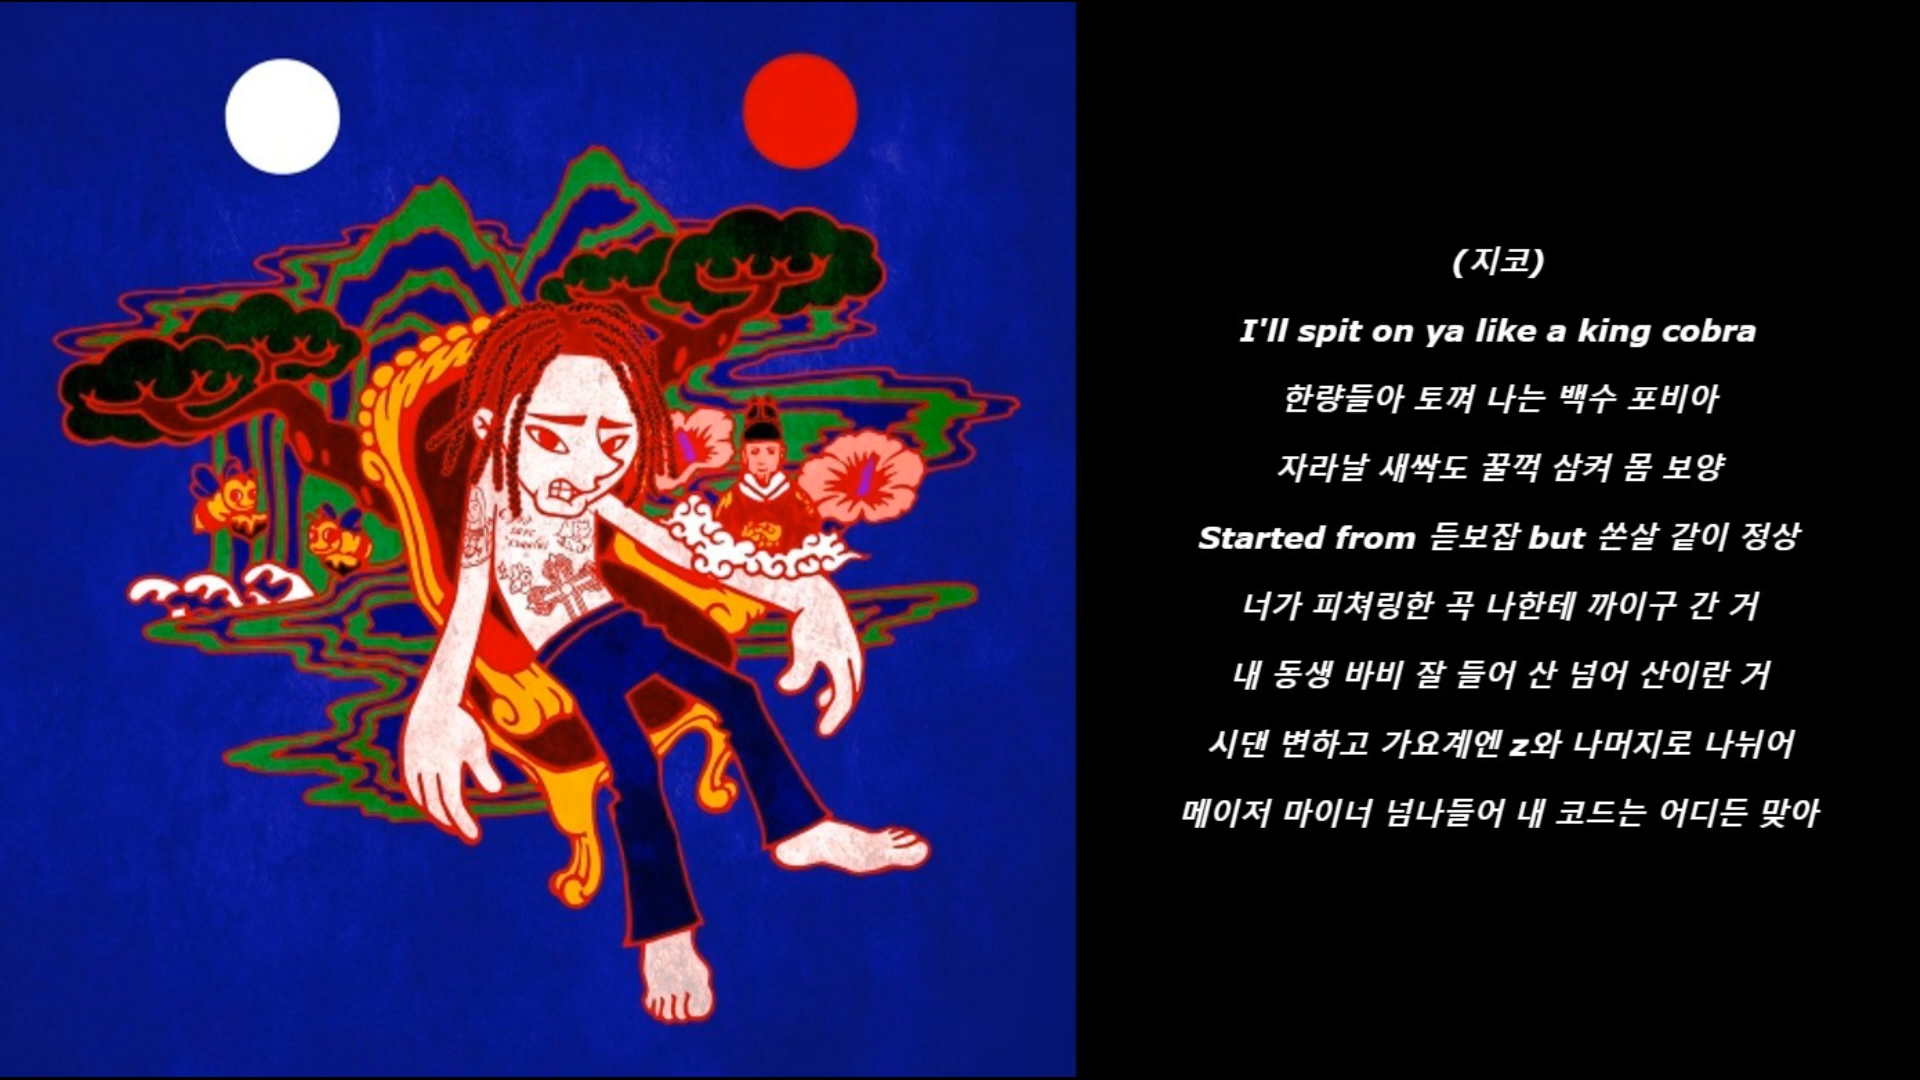 (지코)
I'll spit on ya like a king cobra
한량들아 토껴 나는 백수 포비아
자라날 새싹도 꿀꺽 삼켜 몸 보양
Started from 듣보잡 but 쏜살 같이 정상
너가 피쳐링한 곡 나한테 까이구 간 거
내 동생 바비 잘 들어 산 넘어 산이란 거
시댄 변하고 가요계엔 z와 나머지로 나뉘어
메이저 마이너 넘나들어 내 코드는 어디든 맞아